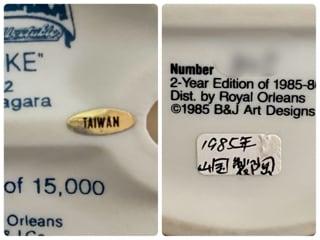 KE"
2
agara
TAIWAN
of 15,000
Orleans
Number
2-Year Edition of 1985-8
Dist. by Royal Orleans
©1985 B&J Art Designs
1985年